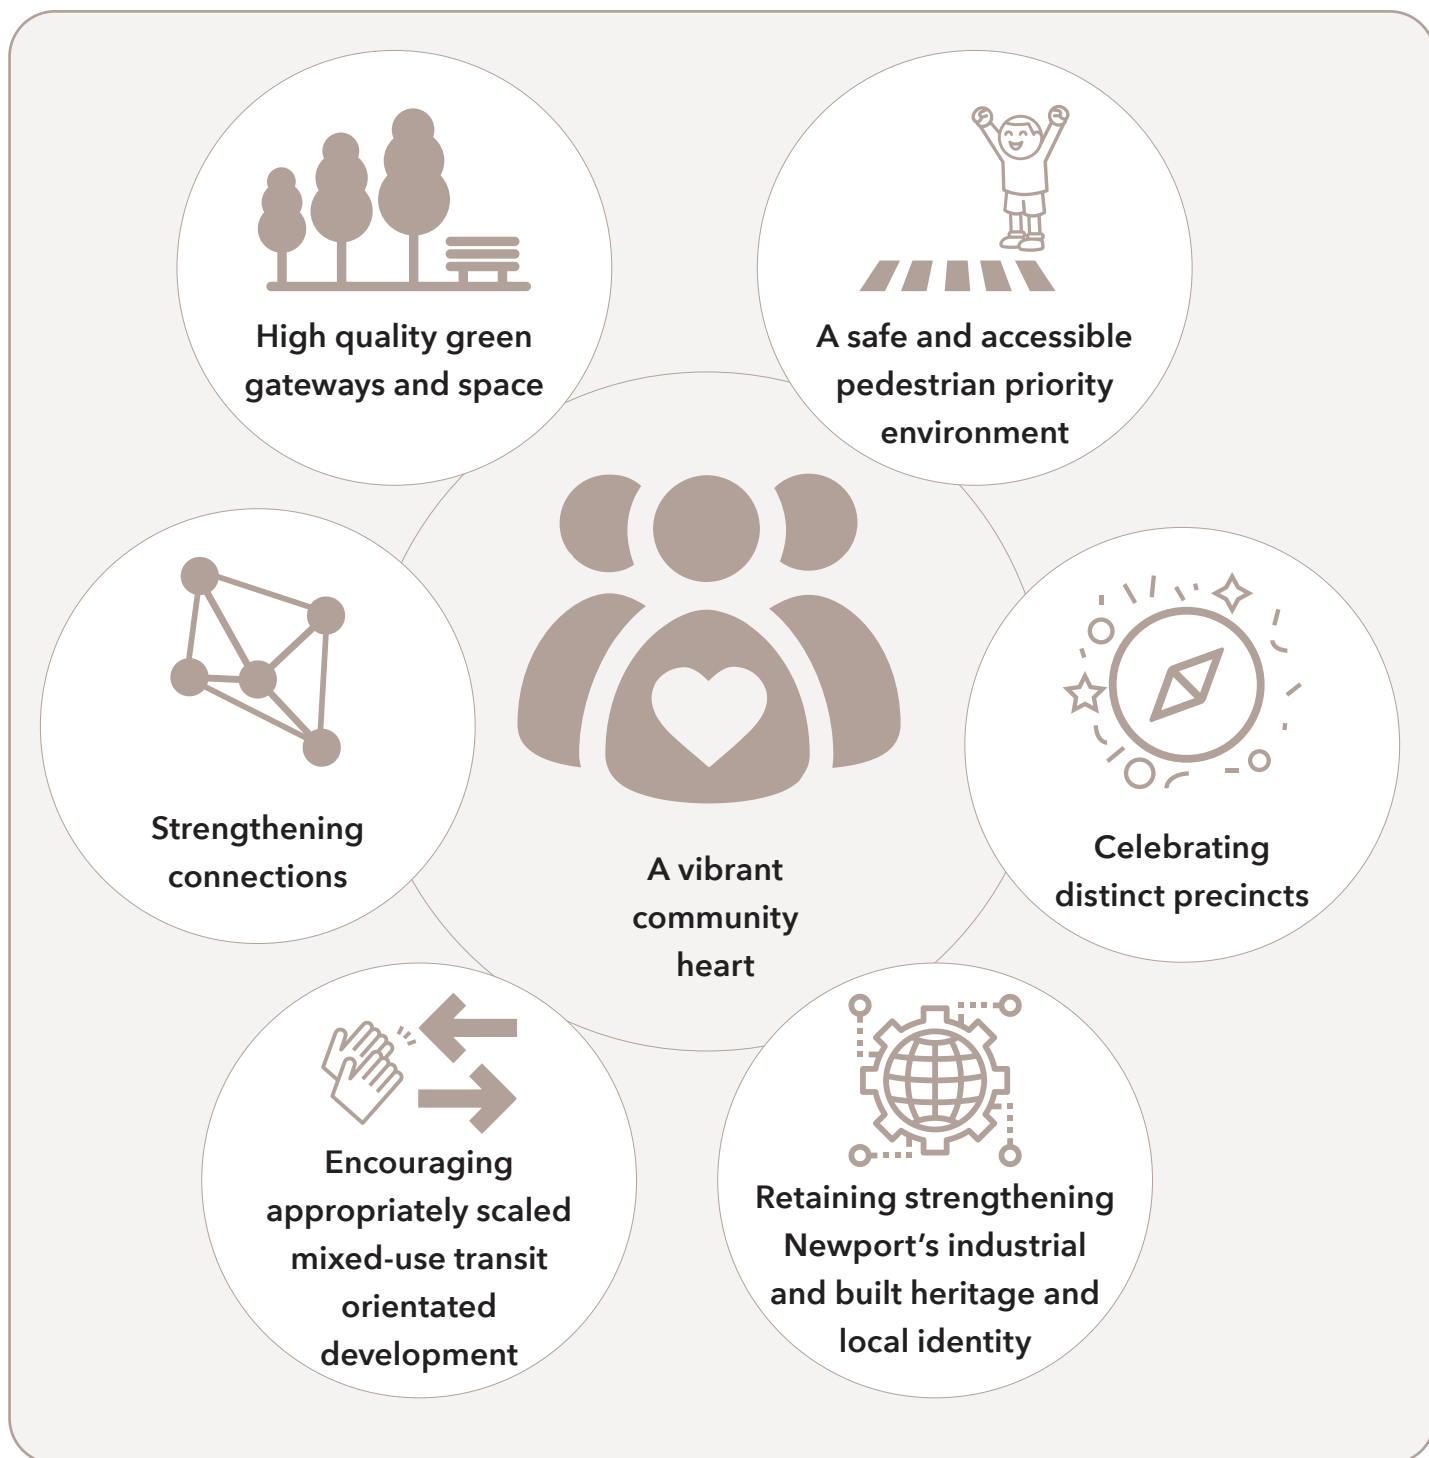 High quality green
gateways and space
A safe and accessible
pedestrian priority
environment
Strengthening
connections
A vibrant
community
heart
Celebrating
distinct precincts
Encouraging
appropriately scaled
mixed-use transit
orientated
development
Retaining strengthening
Newport’s industrial
and built heritage and
local identity